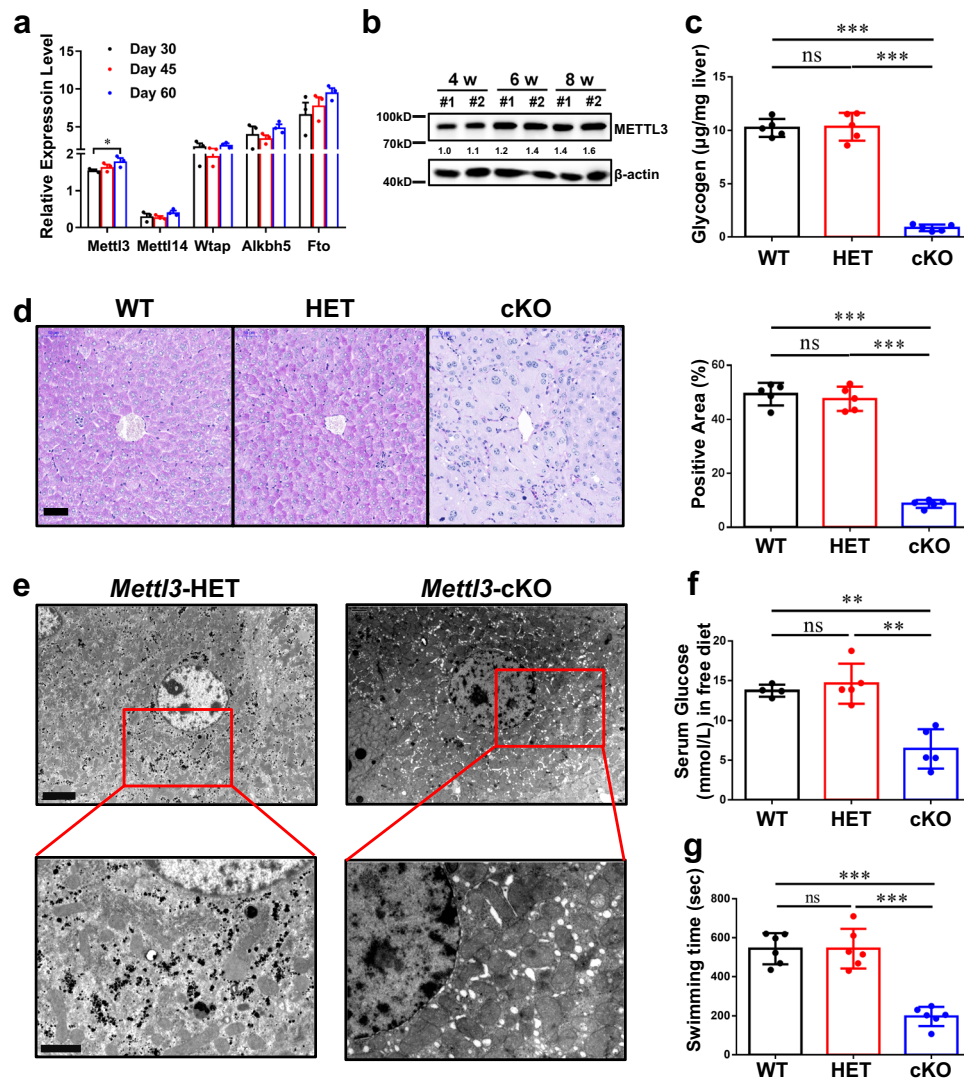 a
Relative Expressoin Level
15
10
5
2
2
1
0
Day 30
Day 45
Day 60
*
Mettl3 Mettl14 Wtap Alkbh5 Fto
b
4 w 6 w 8 w
#1 #2 #1 #2 #1 #2
100kD
METTL3
70kD
1.0 1.1 1.2 1.4 1.4 1.6
β-actin
40kD
c
Glycogen (μg/mg liver)
15
10
5
0
***
ns ***
WT HET cKO
d
WT HET cKO
Positive Area (%)
60
40
20
0
***
ns ***
WT HET cKO
e
Mettl3-HET Mettl3-cKO
f
Serum Glucose
(mmol/L) in free diet
20
15
10
5
0
**
ns **
WT HET cKO
g
Swimming time (sec)
800
600
400
200
0
***
ns ***
WT HET cKO